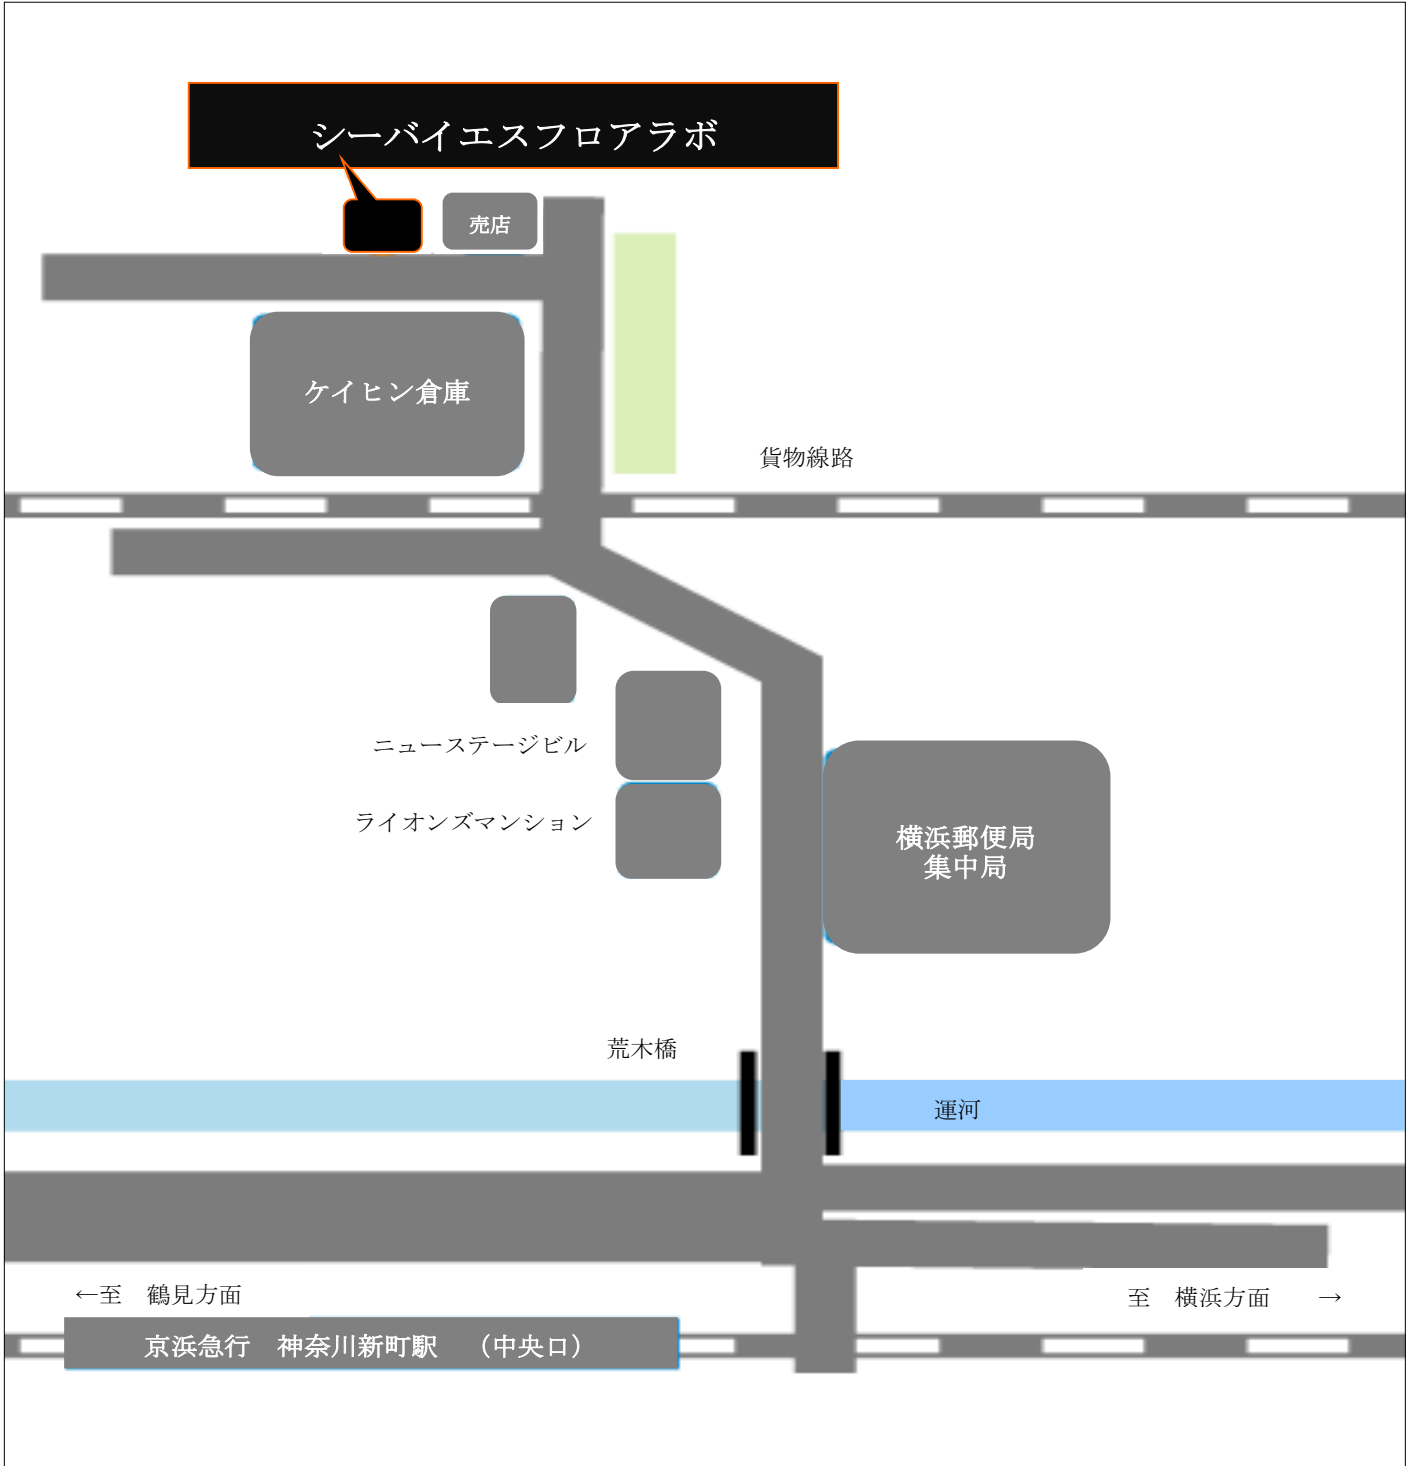 シーバイエスフロアラボ
売店
ケイヒン倉庫
貨物線路
ニューステージビル
ライオンズマンション
横浜郵便局
集中局
荒木橋
運河
←至　鶴見方面
至　横浜方面　　→
京浜急行　神奈川新町駅　（中央口）